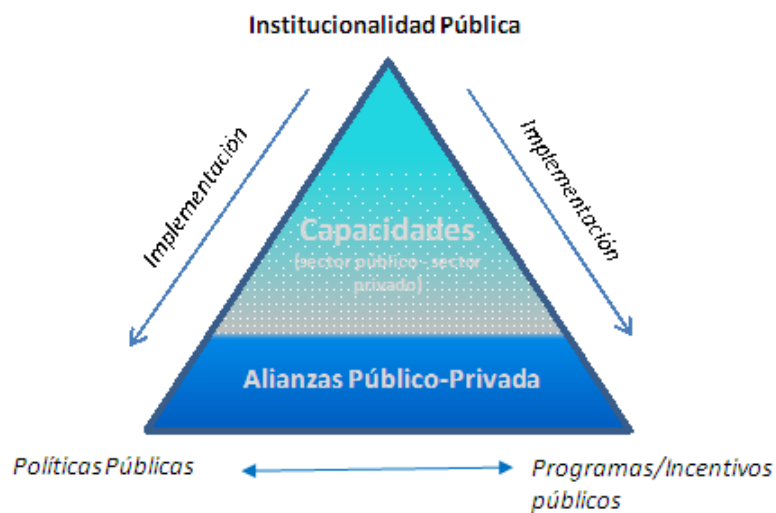 Institucionalidad Pública
Implementación
Implementación
Capacidades
(sector público - sector
privado)
Alianzas Público-Privada
Políticas Públicas
Programas/Incentivos
públicos